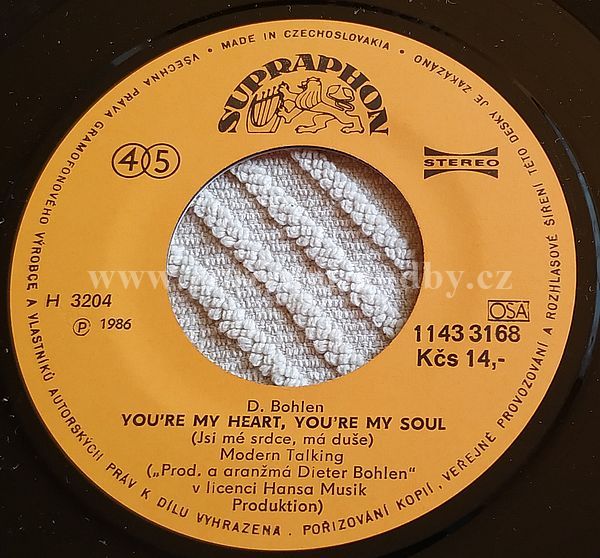 VŠECHNA PRÁVA GRAMOFONOVÉHO VÝROBCE A VLASTNÍKŮ AUTORSKÝCH PRÁV K DÍLU VYHRAZENA. POŘIZOVÁNÍ KOPIÍ, VEŘEJNÉ PROVOZOVÁNÍ A ROZHLASOVÉ ŠÍŘENÍ TÉTO DESKY JE ZAKÁZÁNO
• MADE IN CZECHOSLOVAKIA •
SUPRAPHON
45
STEREO
H 3204
Ⓟ 1986
OSA
1143 3168
Kčs 14,-
D. Bohlen
YOU'RE MY HEART, YOU'RE MY SOUL
(Jsi mé srdce, má duše)
Modern Talking
(„Prod. a aranžmá Dieter Bohlen“
v licenci Hansa Musik
Produktion)